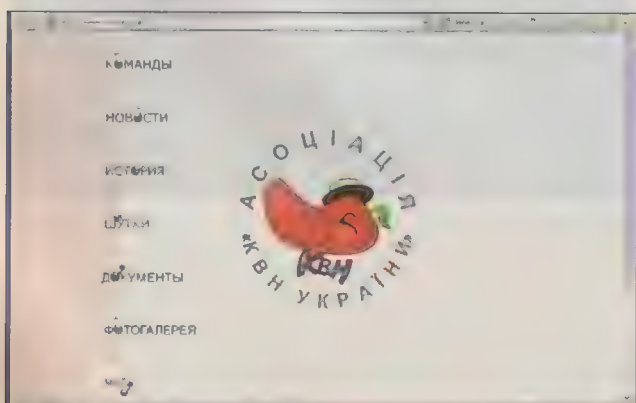 КОМАНДЫ
НОВОСТИ
ИСТОРИЯ
ШУТКИ
ДОКУМЕНТЫ
ФОТОГАЛЕРЕЯ
АСОЦІАЦІЯ
«КВН УКРАЇНИ»
КВН